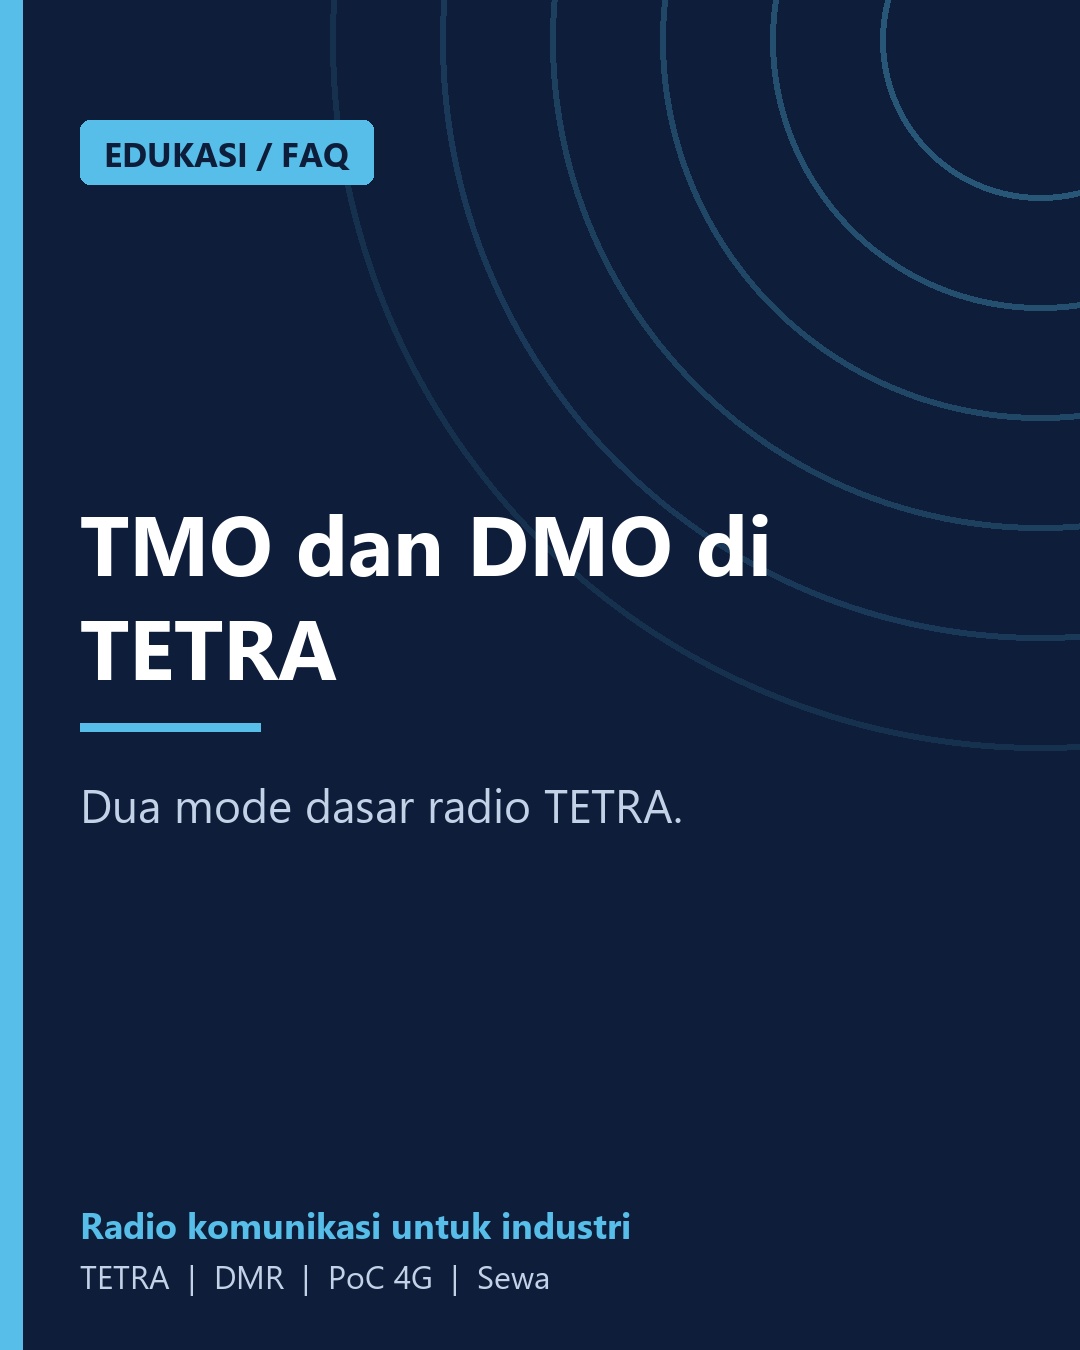 EDUKASI / FAQ
TMO dan DMO di
TETRA
Dua mode dasar radio TETRA.
Radio komunikasi untuk industri
TETRA | DMR | PoC 4G | Sewa